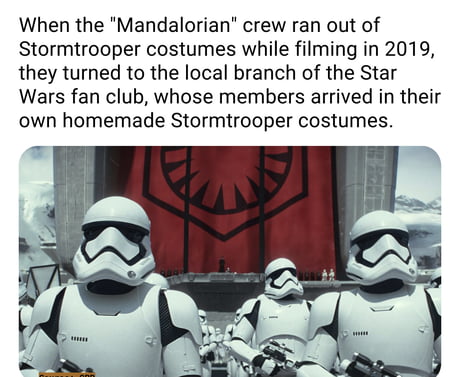 When the "Mandalorian" crew ran out of
Stormtrooper costumes while filming in 2019,
they turned to the local branch of the Star
Wars fan club, whose members arrived in their
own homemade Stormtrooper costumes.